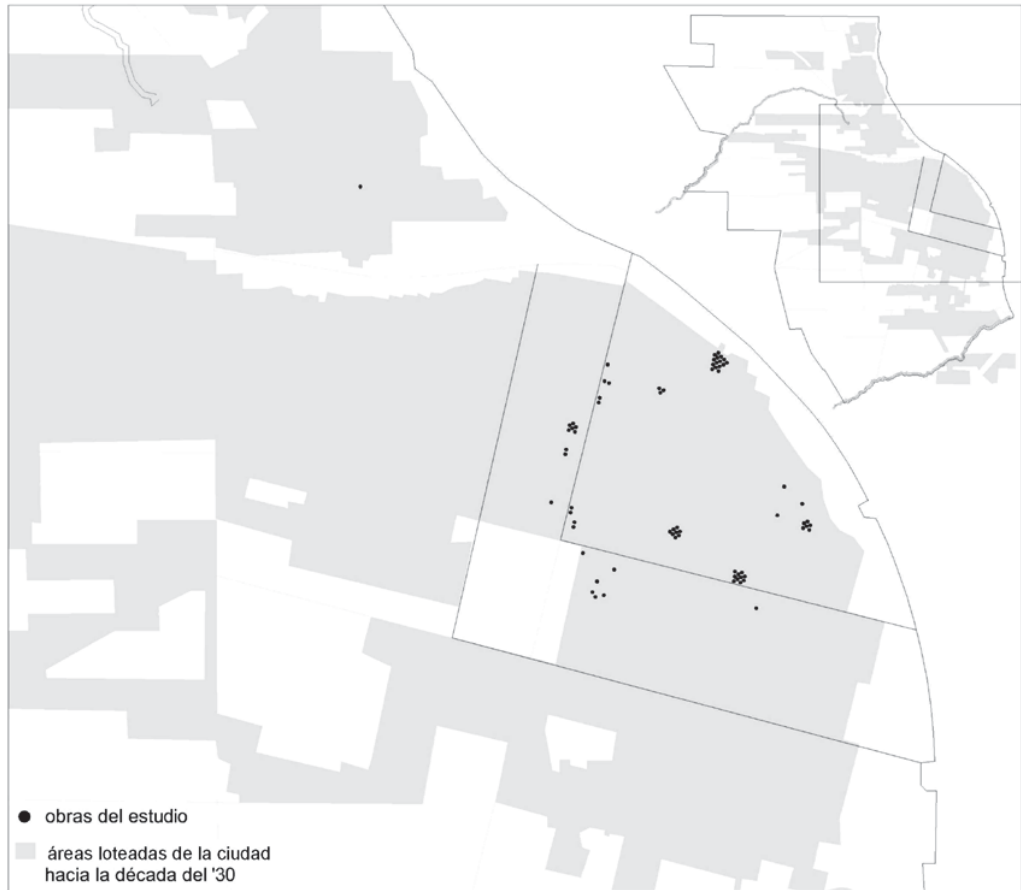 obras del estudio
áreas loteadas de la ciudad
hacia la década del '30